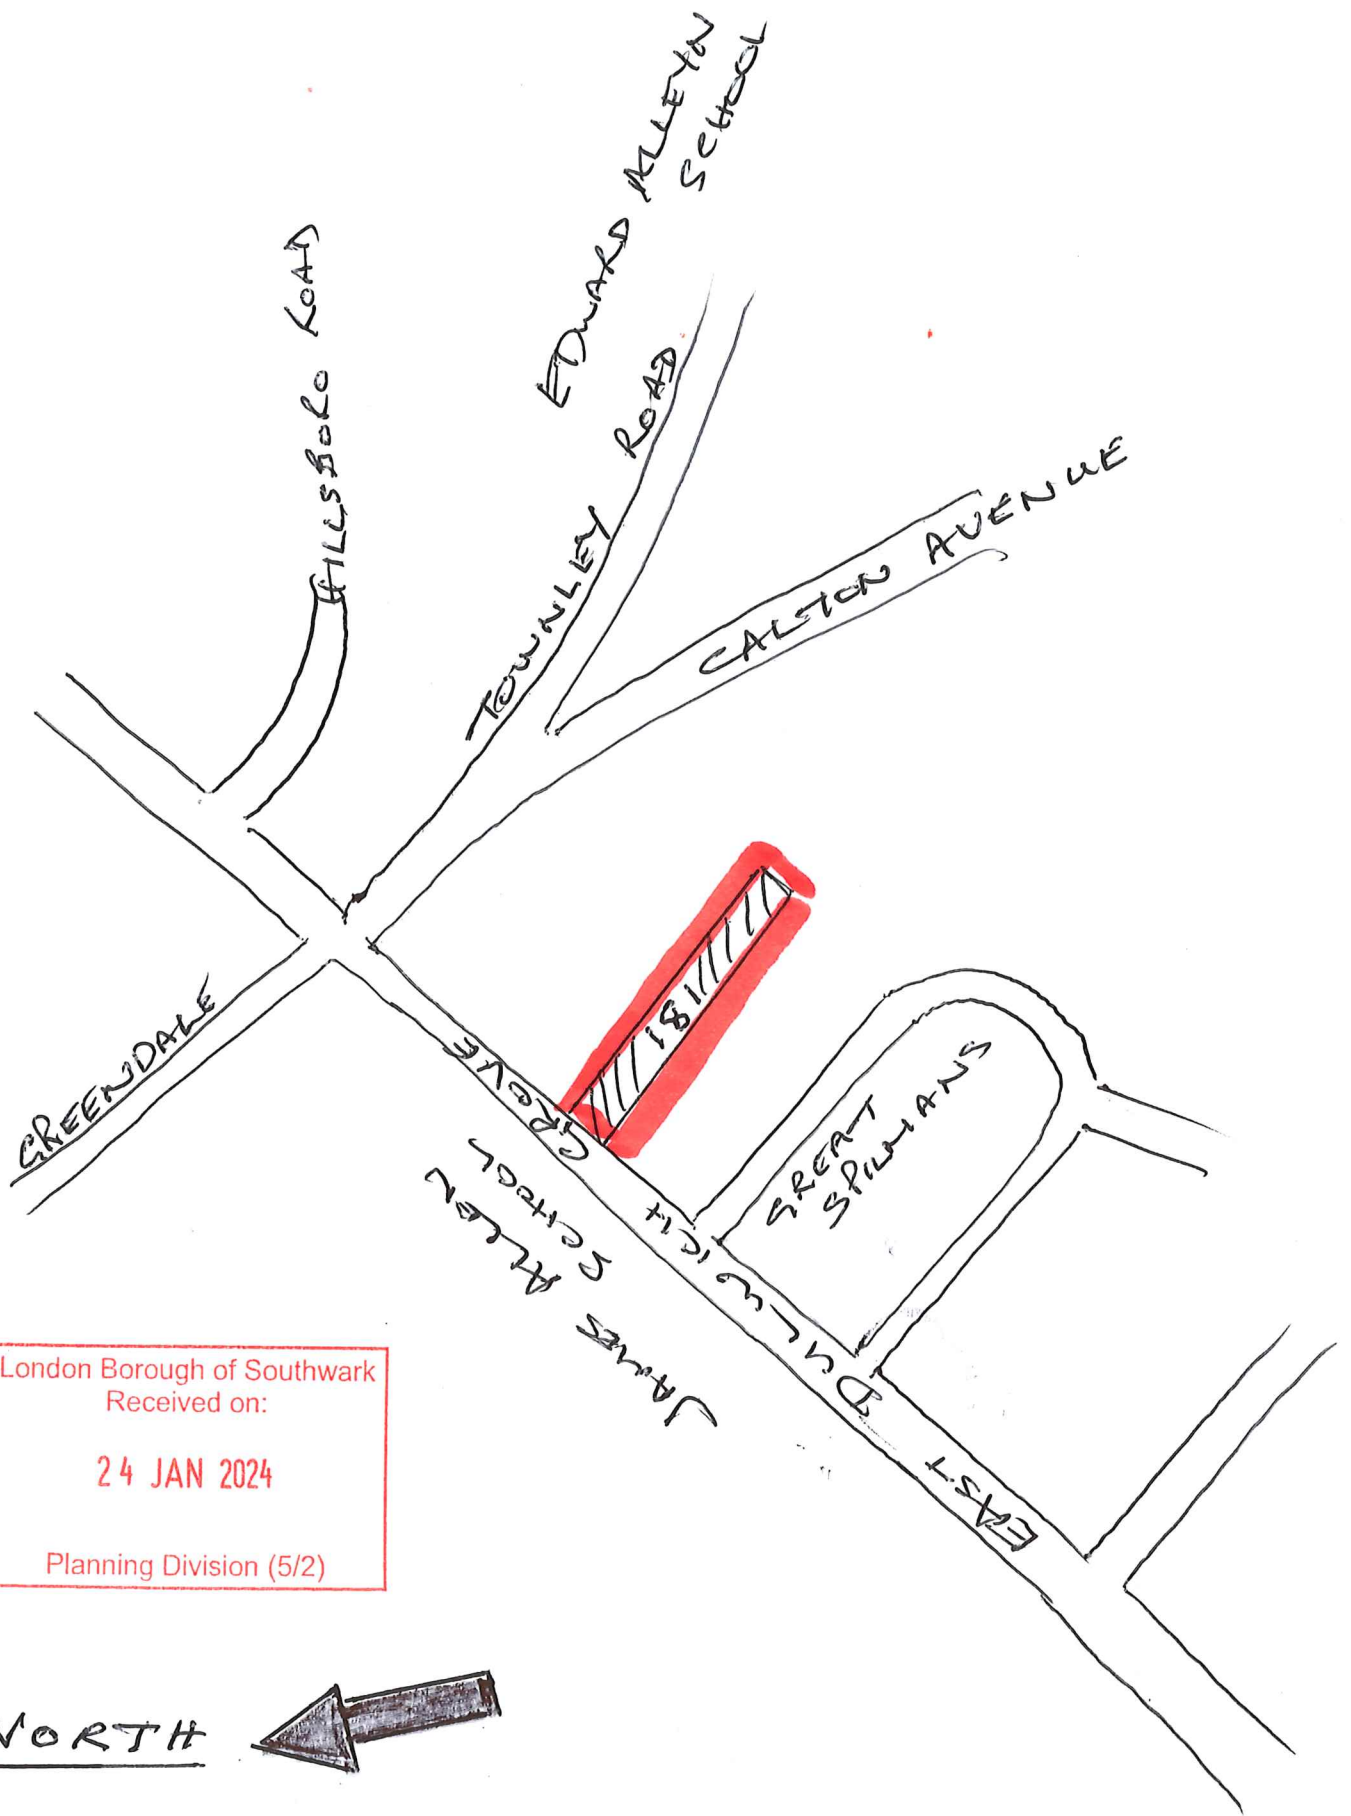 EDWARD ALLEYN
SCHOOL
HILLSBORO ROAD
TOWNLEY ROAD
CALTON AVENUE
GREENDALE
181
EAST DULWICH GROVE
JAMES ALLEN
SCHOOL
GREAT
SPILMANS
London Borough of Southwark
Received on:
24 JAN 2024
Planning Division (5/2)
NORTH